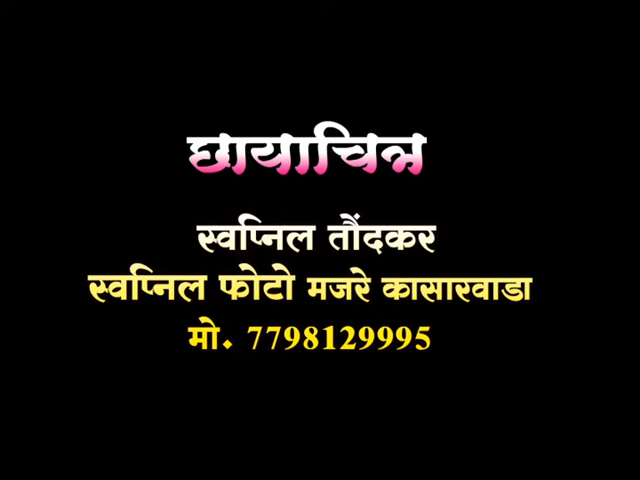 छायाचित्र
स्वप्निल तौंदकर
स्वप्निल फोटो मजरे कासारवाडा
मो. 7798129995